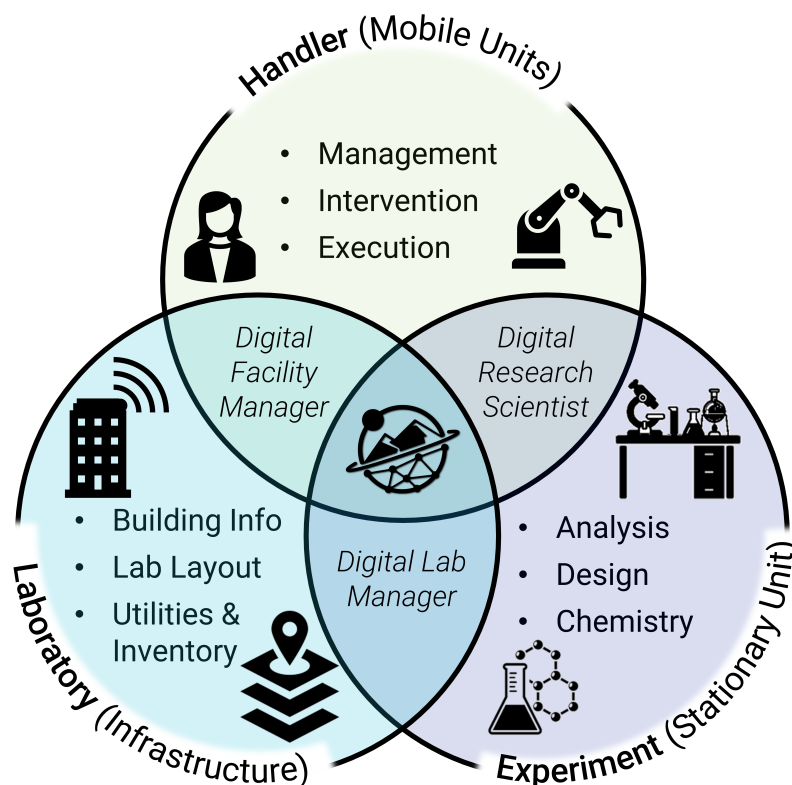 Handler (Mobile Units)
• Management
• Intervention
• Execution
Digital
Facility
Manager
Digital
Research
Scientist
• Building Info
• Lab Layout
• Utilities &
Inventory
Digital Lab
Manager
• Analysis
• Design
• Chemistry
Laboratory (Infrastructure)
Experiment (Stationary Unit)